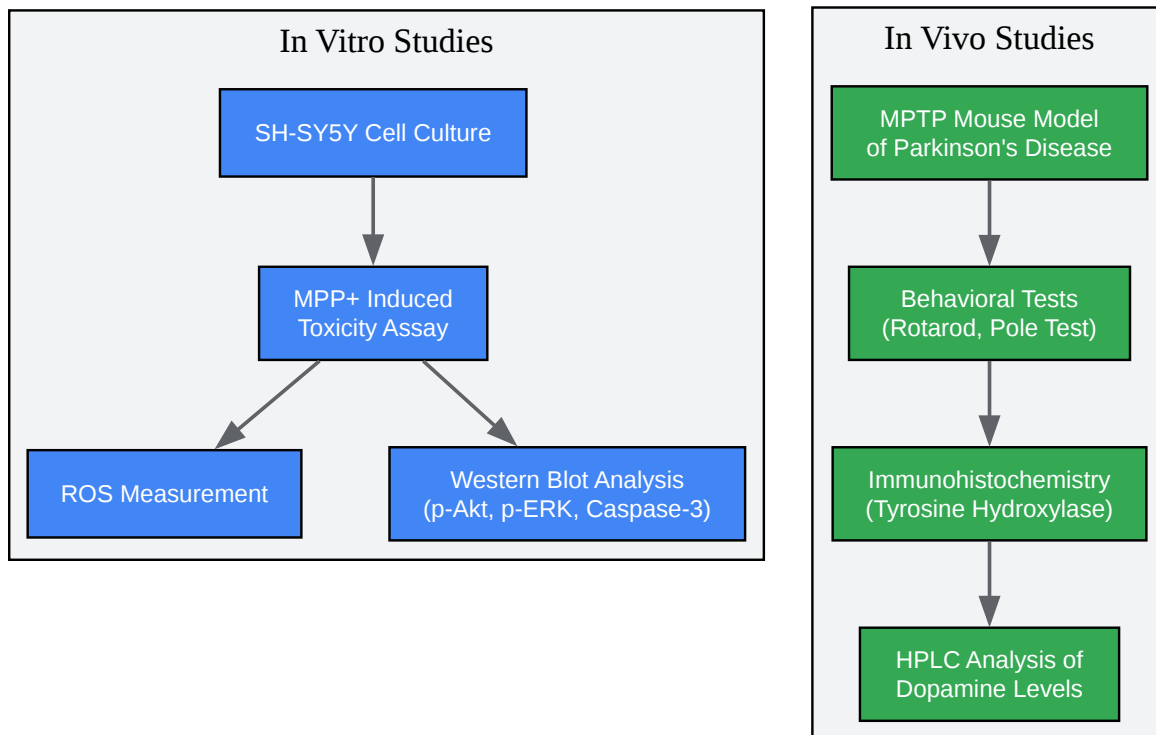 In Vitro Studies
SH-SY5Y Cell Culture
MPP+ Induced
Toxicity Assay
ROS Measurement
Western Blot Analysis
(p-Akt, p-ERK, Caspase-3)
In Vivo Studies
MPTP Mouse Model
of Parkinson's Disease
Behavioral Tests
(Rotarod, Pole Test)
Immunohistochemistry
(Tyrosine Hydroxylase)
HPLC Analysis of
Dopamine Levels